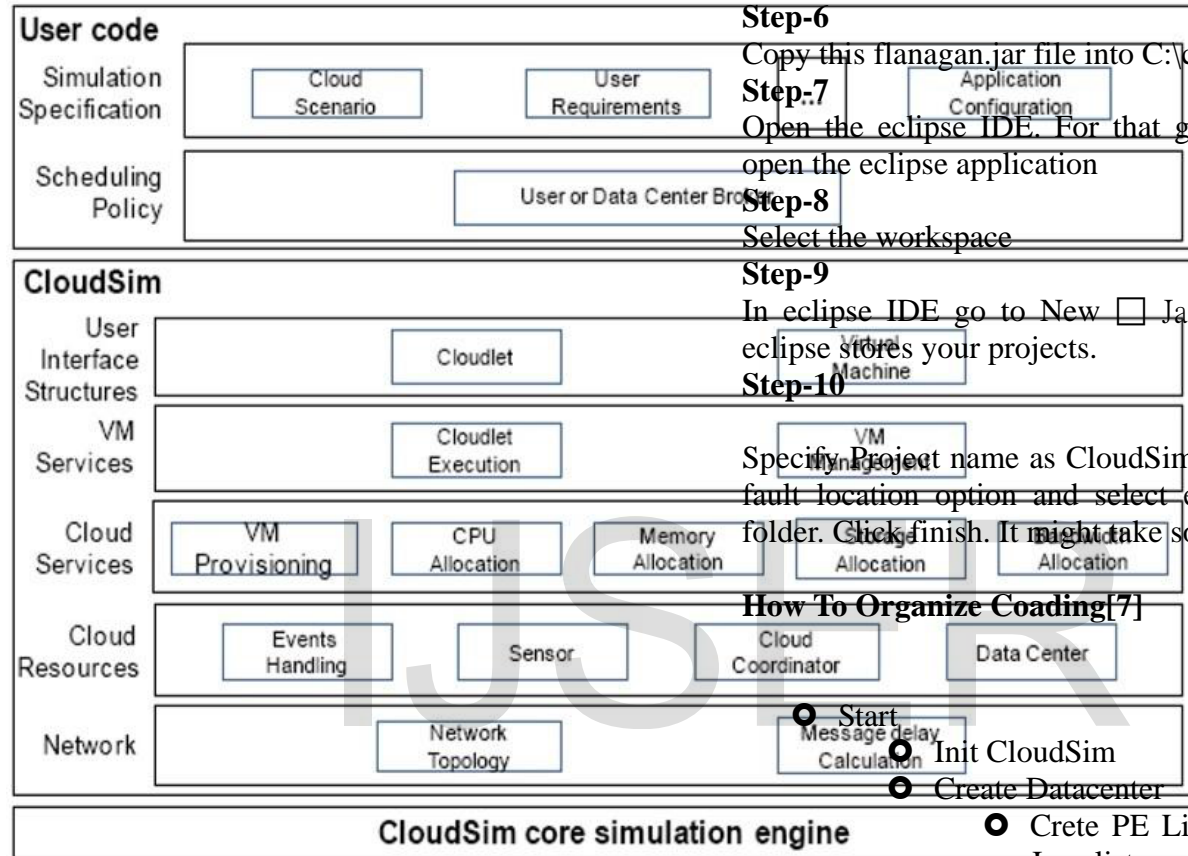 User code
Simulation
Specification
Cloud
Scenario
User
Requirements
...
Application
Configuration
Scheduling
Policy
User or Data Center Broker
CloudSim
User
Interface
Structures
Cloudlet
Virtual
Machine
VM
Services
Cloudlet
Execution
VM
Management
Cloud
Services
VM
Provisioning
CPU
Allocation
Memory
Allocation
Storage
Allocation
Bandwidth
Allocation
Cloud
Resources
Events
Handling
Sensor
Cloud
Coordinator
Data Center
Network
Network
Topology
Message delay
Calculation
CloudSim core simulation engine
IJSER
Step-6
Copy this flanagan.jar file into C:\
Step-7
Open the eclipse IDE. For that
open the eclipse application
Step-8
Select the workspace
Step-9
In eclipse IDE go to New
eclipse stores your projects.
Step-10
Specify Project name as CloudSim
fault location option and select
folder. Click finish. It might take
How To Organize Coading[7]
Start
Init CloudSim
Create Datacenter
Crete PE